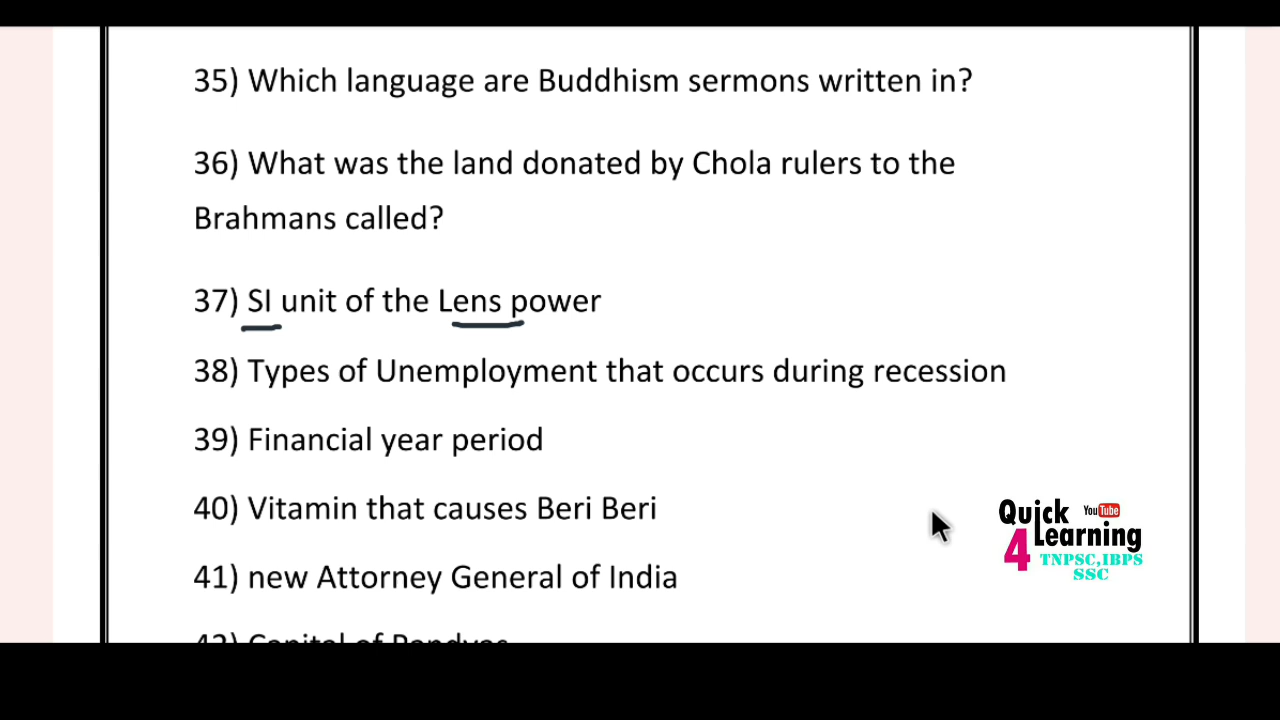 35) Which language are Buddhism sermons written in?
36) What was the land donated by Chola rulers to the
Brahmans called?
37) SI unit of the Lens power
38) Types of Unemployment that occurs during recession
39) Financial year period
40) Vitamin that causes Beri Beri
41) new Attorney General of India
42) Capital of Pandyas
Quick YouTube
4 Learning
TNPSC,IBPS
SSC